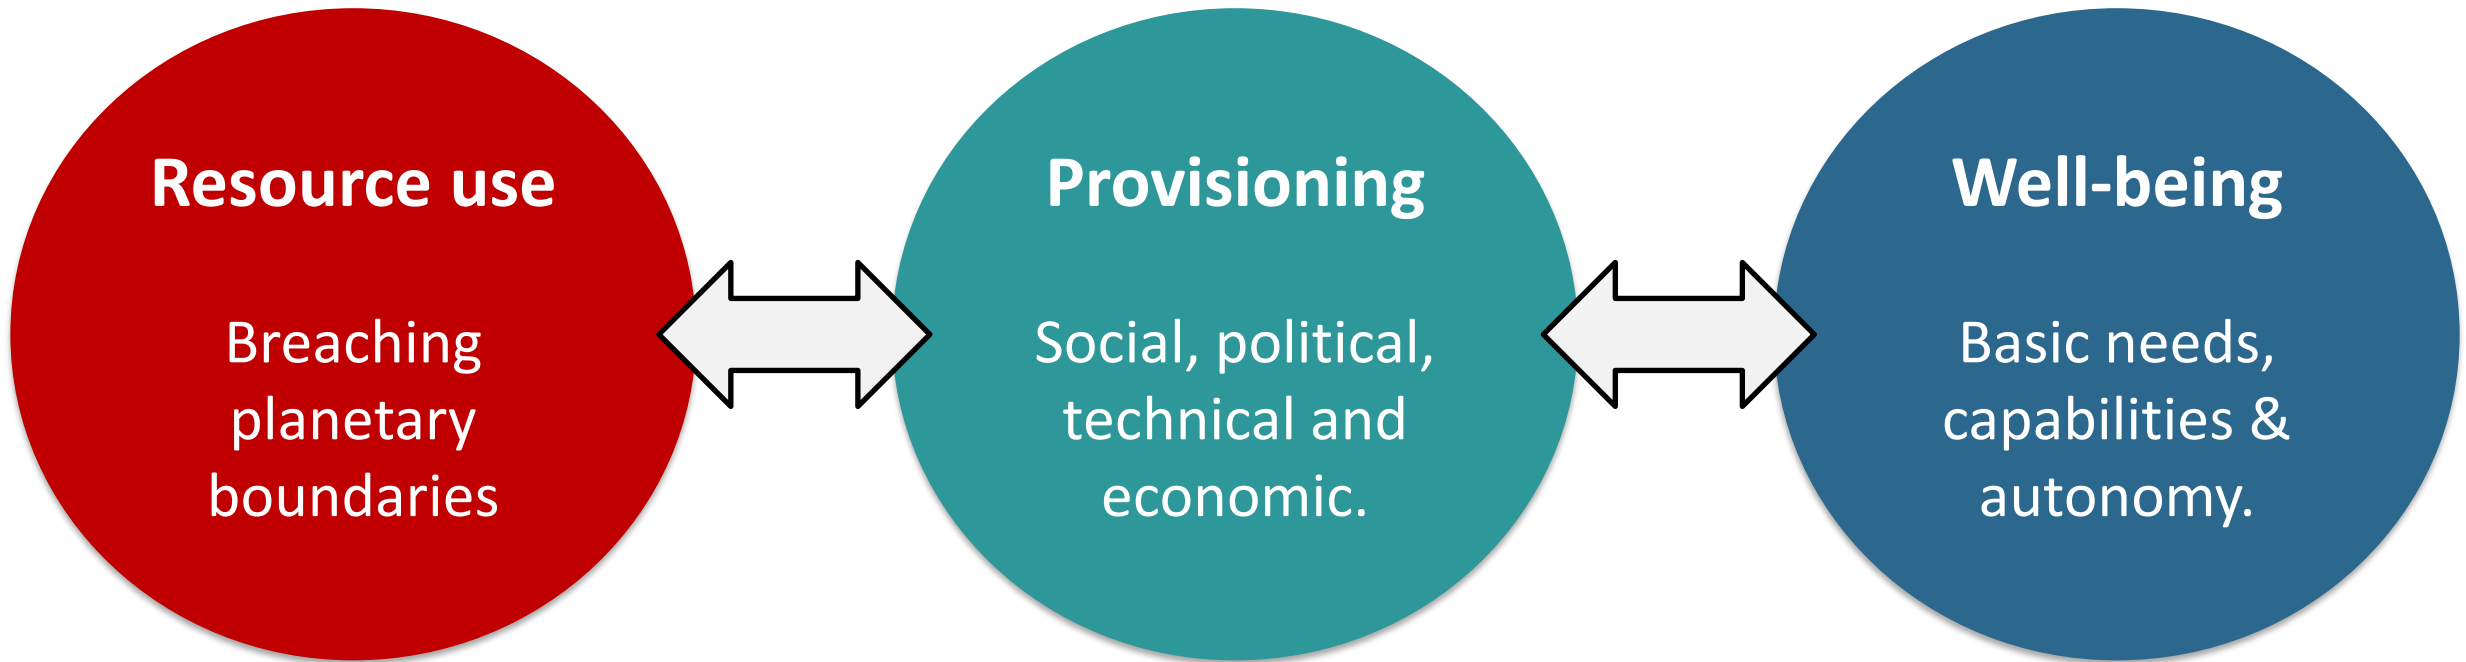 Resource use
Breaching
planetary
boundaries
Provisioning
Social, political,
technical and
economic.
Well-being
Basic needs,
capabilities &
autonomy.